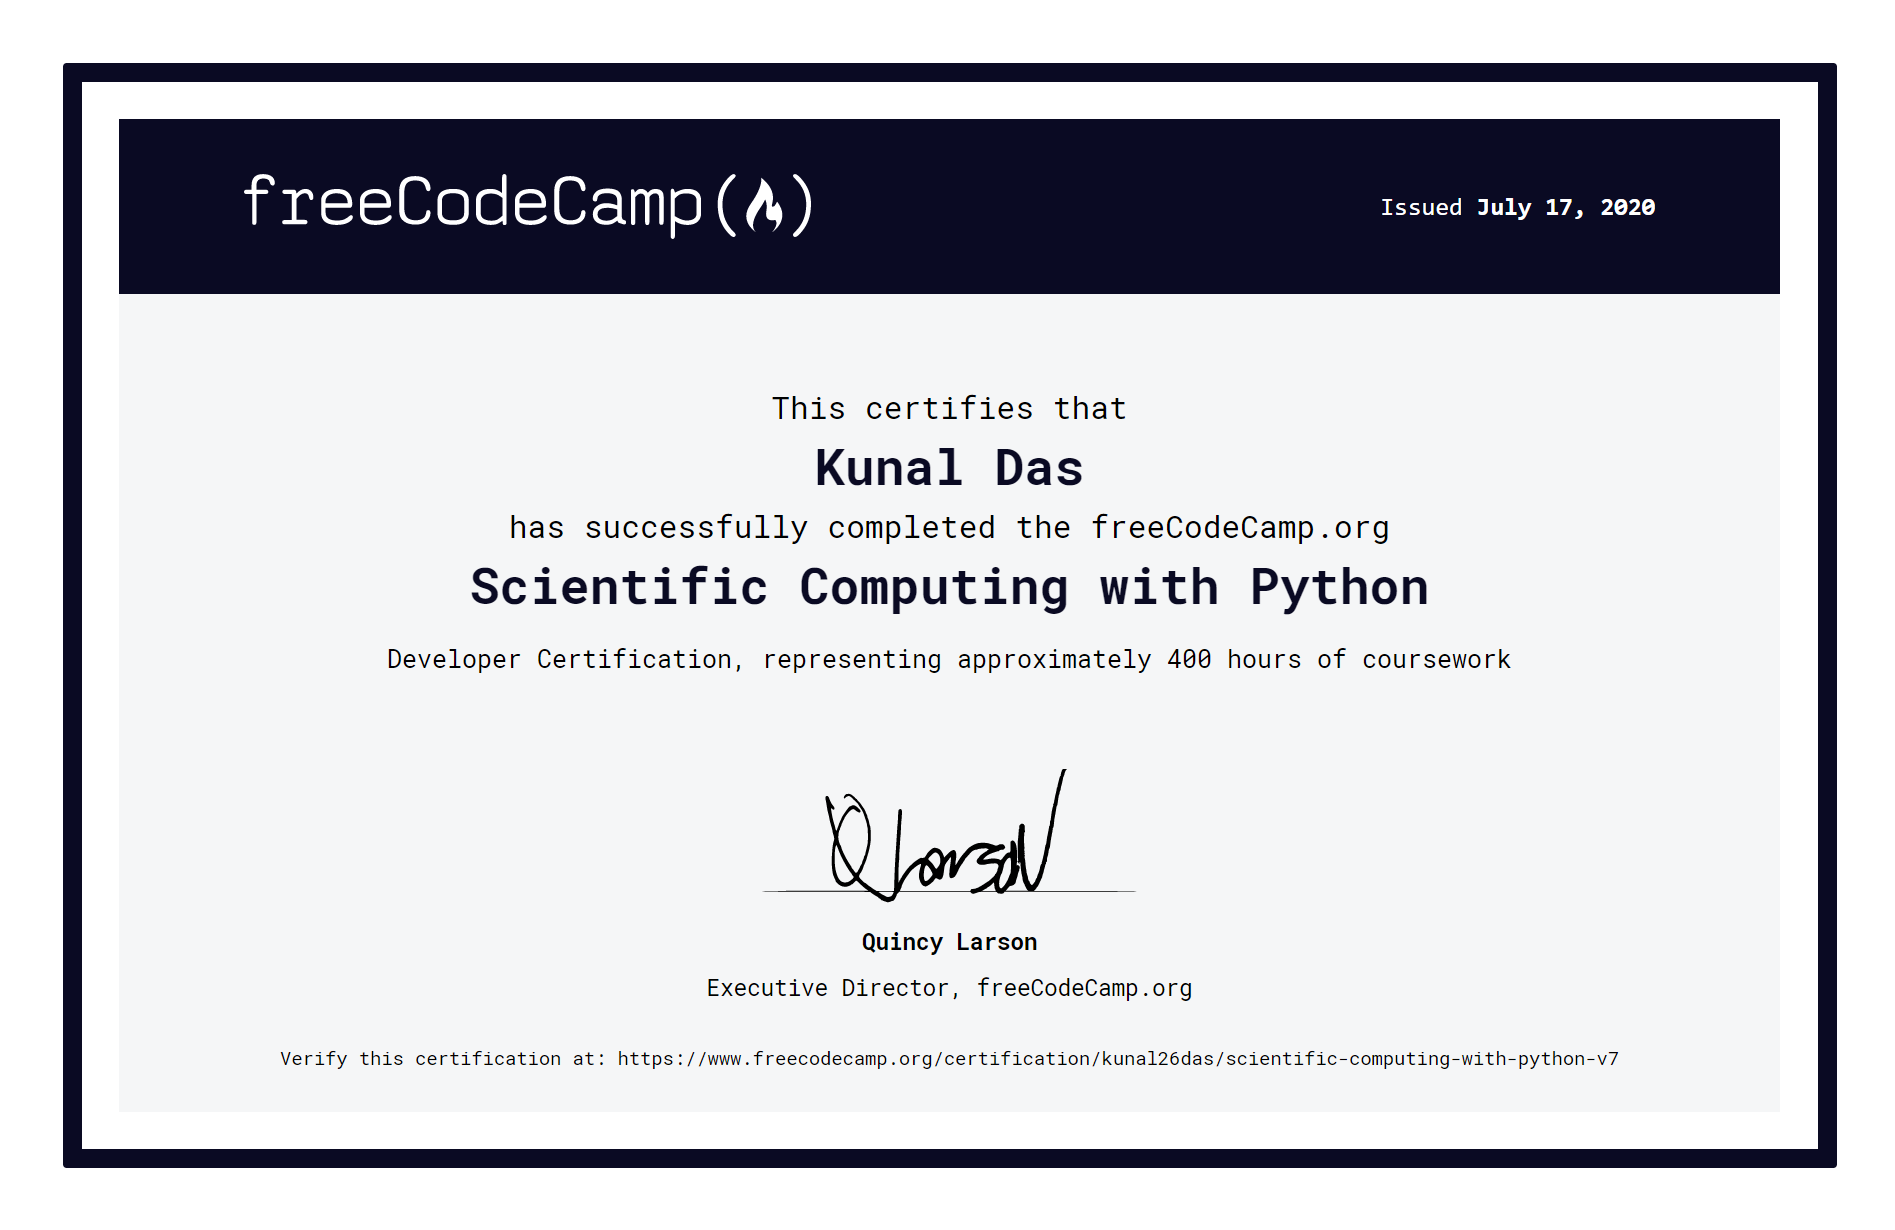 freeCodeCamp(🔥)
Issued July 17, 2020
This certifies that
Kunal Das
has successfully completed the freeCodeCamp.org
Scientific Computing with Python
Developer Certification, representing approximately 400 hours of coursework
QLarson
Quincy Larson
Executive Director, freeCodeCamp.org
Verify this certification at: https://www.freecodecamp.org/certification/kunal26das/scientific-computing-with-python-v7